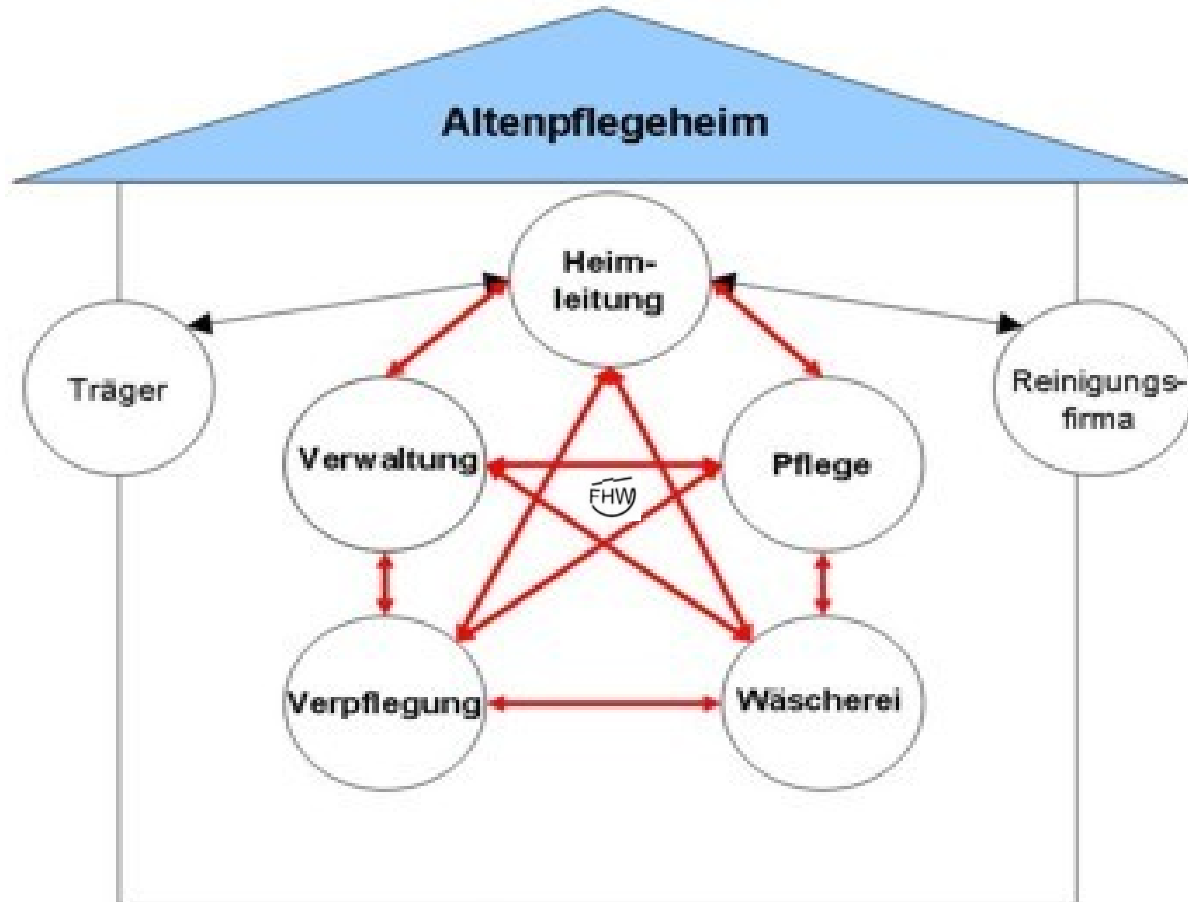 Altenpflegeheim
Heim-
leitung
Träger
Reinigungs-
firma
Verwaltung
Pflege
FHW
Verpflegung
Wäscherei